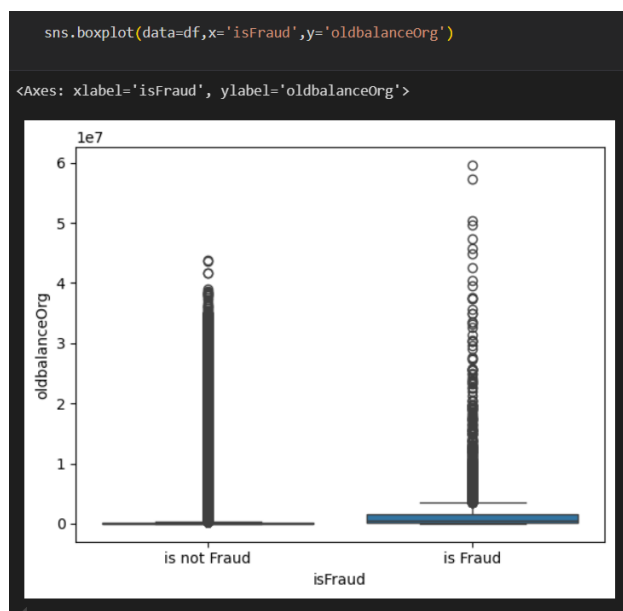 sns.boxplot(data=df,x='isFraud',y='oldbalanceOrg')
<Axes: xlabel='isFraud', ylabel='oldbalanceOrg'>
1e7
6
5
4
3
2
1
0
oldbalanceOrg
is not Fraud is Fraud
isFraud